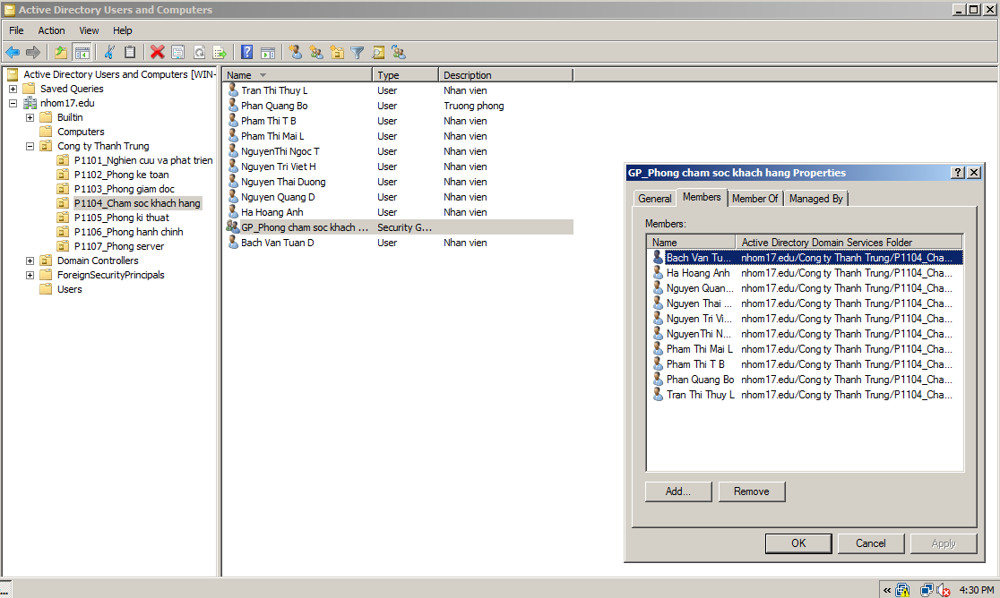 Active Directory Users and Computers
File Action View Help
Active Directory Users and Computers [WIN-
Saved Queries
nhom17.edu
Builtin
Computers
Cong ty Thanh Trung
P1101_Nghien cuu va phat trien
P1102_Phong ke toan
P1103_Phong giam doc
P1104_Cham soc khach hang
P1105_Phong ki thuat
P1106_Phong hanh chinh
P1107_Phong server
Domain Controllers
ForeignSecurityPrincipals
Users
Name Type Description
Tran Thi Thuy L User Nhan vien
Phan Quang Bo User Truong phong
Pham Thi T B User Nhan vien
Pham Thi Mai L User Nhan vien
NguyenThi Ngoc T User Nhan vien
Nguyen Tri Viet H User Nhan vien
Nguyen Thai Duong User Nhan vien
Nguyen Quang D User Nhan vien
Ha Hoang Anh User Nhan vien
GP_Phong cham soc khach ... Security G...
Bach Van Tuan D User Nhan vien
GP_Phong cham soc khach hang Properties
General Members Member Of Managed By
Members:
Name Active Directory Domain Services Folder
Bach Van Tu... nhom17.edu/Cong ty Thanh Trung/P1104_Cha...
Ha Hoang Anh nhom17.edu/Cong ty Thanh Trung/P1104_Cha...
Nguyen Quan... nhom17.edu/Cong ty Thanh Trung/P1104_Cha...
Nguyen Thai ... nhom17.edu/Cong ty Thanh Trung/P1104_Cha...
Nguyen Tri Vi... nhom17.edu/Cong ty Thanh Trung/P1104_Cha...
NguyenThi N... nhom17.edu/Cong ty Thanh Trung/P1104_Cha...
Pham Thi Mai L nhom17.edu/Cong ty Thanh Trung/P1104_Cha...
Pham Thi T B nhom17.edu/Cong ty Thanh Trung/P1104_Cha...
Phan Quang Bo nhom17.edu/Cong ty Thanh Trung/P1104_Cha...
Tran Thi Thuy L nhom17.edu/Cong ty Thanh Trung/P1104_Cha...
Add... Remove
OK Cancel Apply
... « 4:30 PM